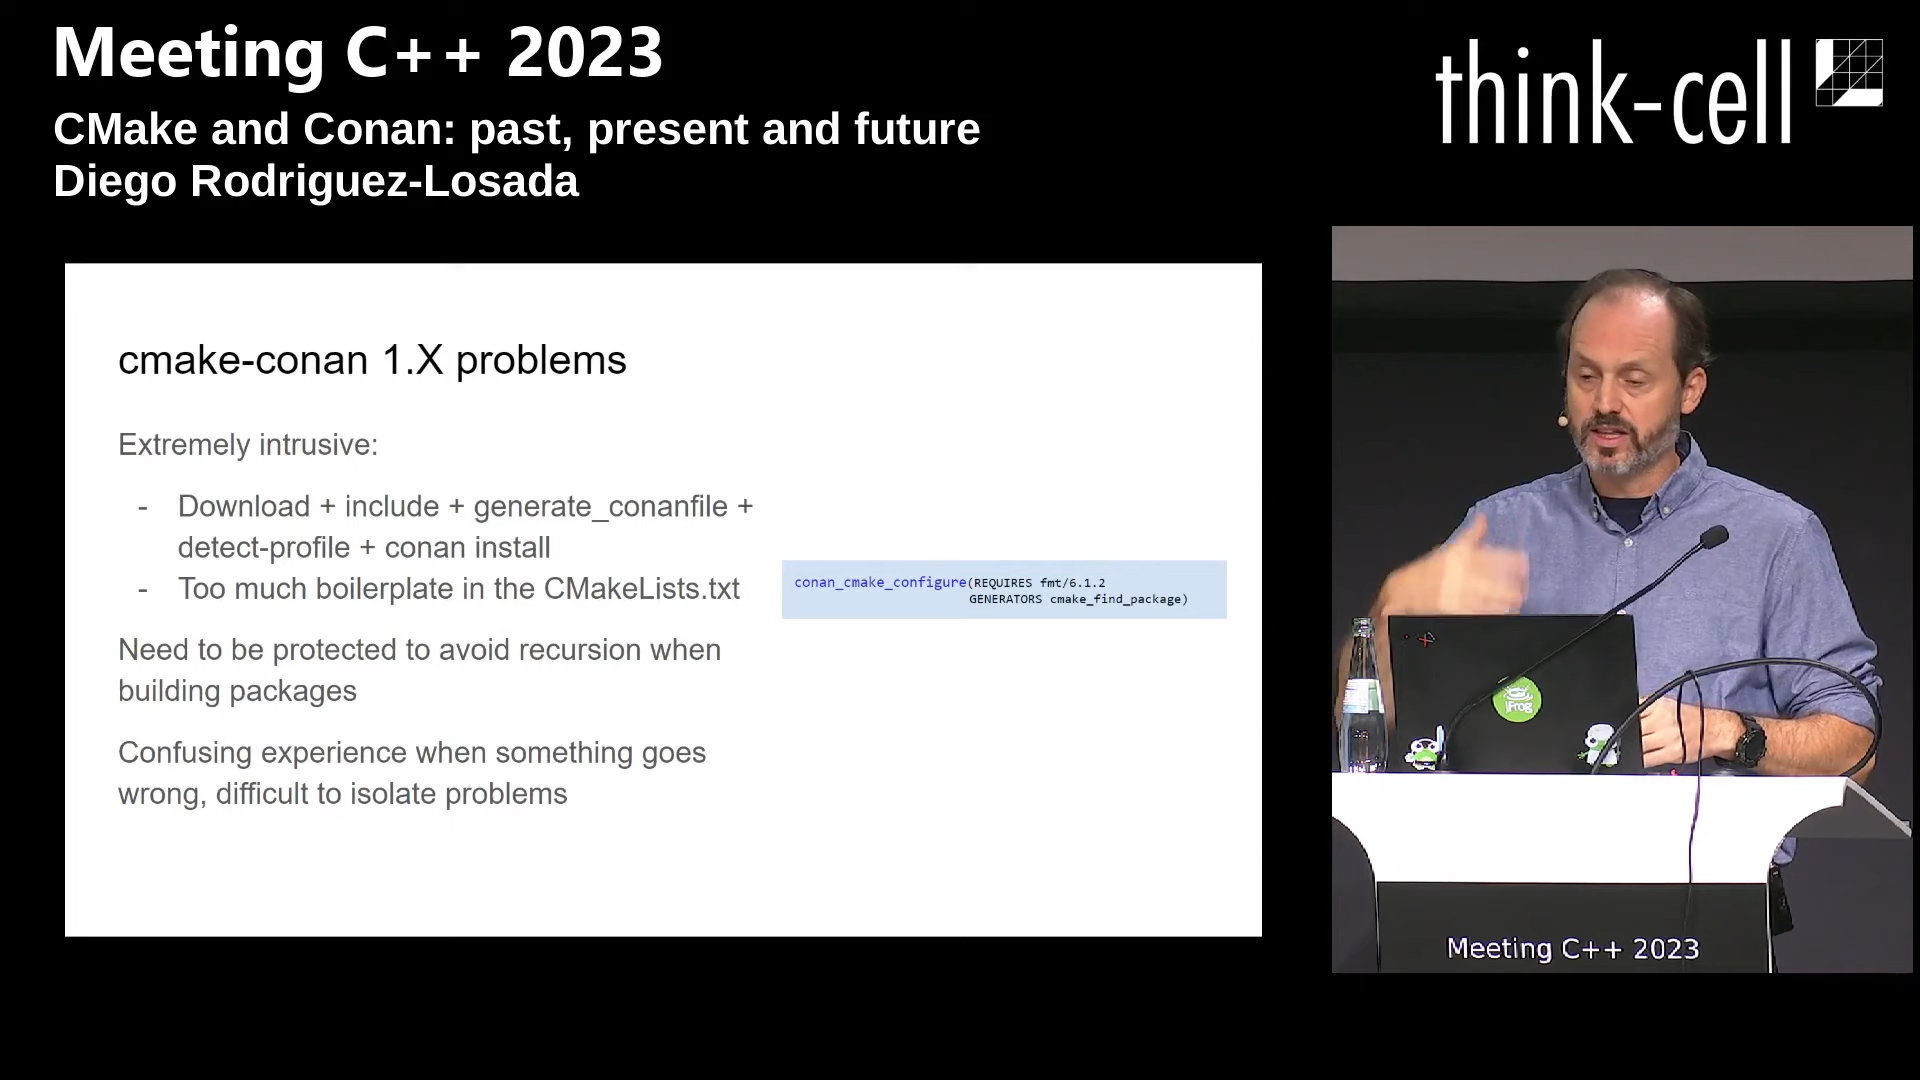 Meeting C++ 2023
CMake and Conan: past, present and future
Diego Rodriguez-Losada
think-cell
cmake-conan 1.X problems
Extremely intrusive:
- Download + include + generate_conanfile +
detect-profile + conan install
- Too much boilerplate in the CMakeLists.txt
Need to be protected to avoid recursion when
building packages
Confusing experience when something goes
wrong, difficult to isolate problems
conan_cmake_configure(REQUIRES fmt/6.1.2
GENERATORS cmake_find_package)
JFrog
Meeting C++ 2023